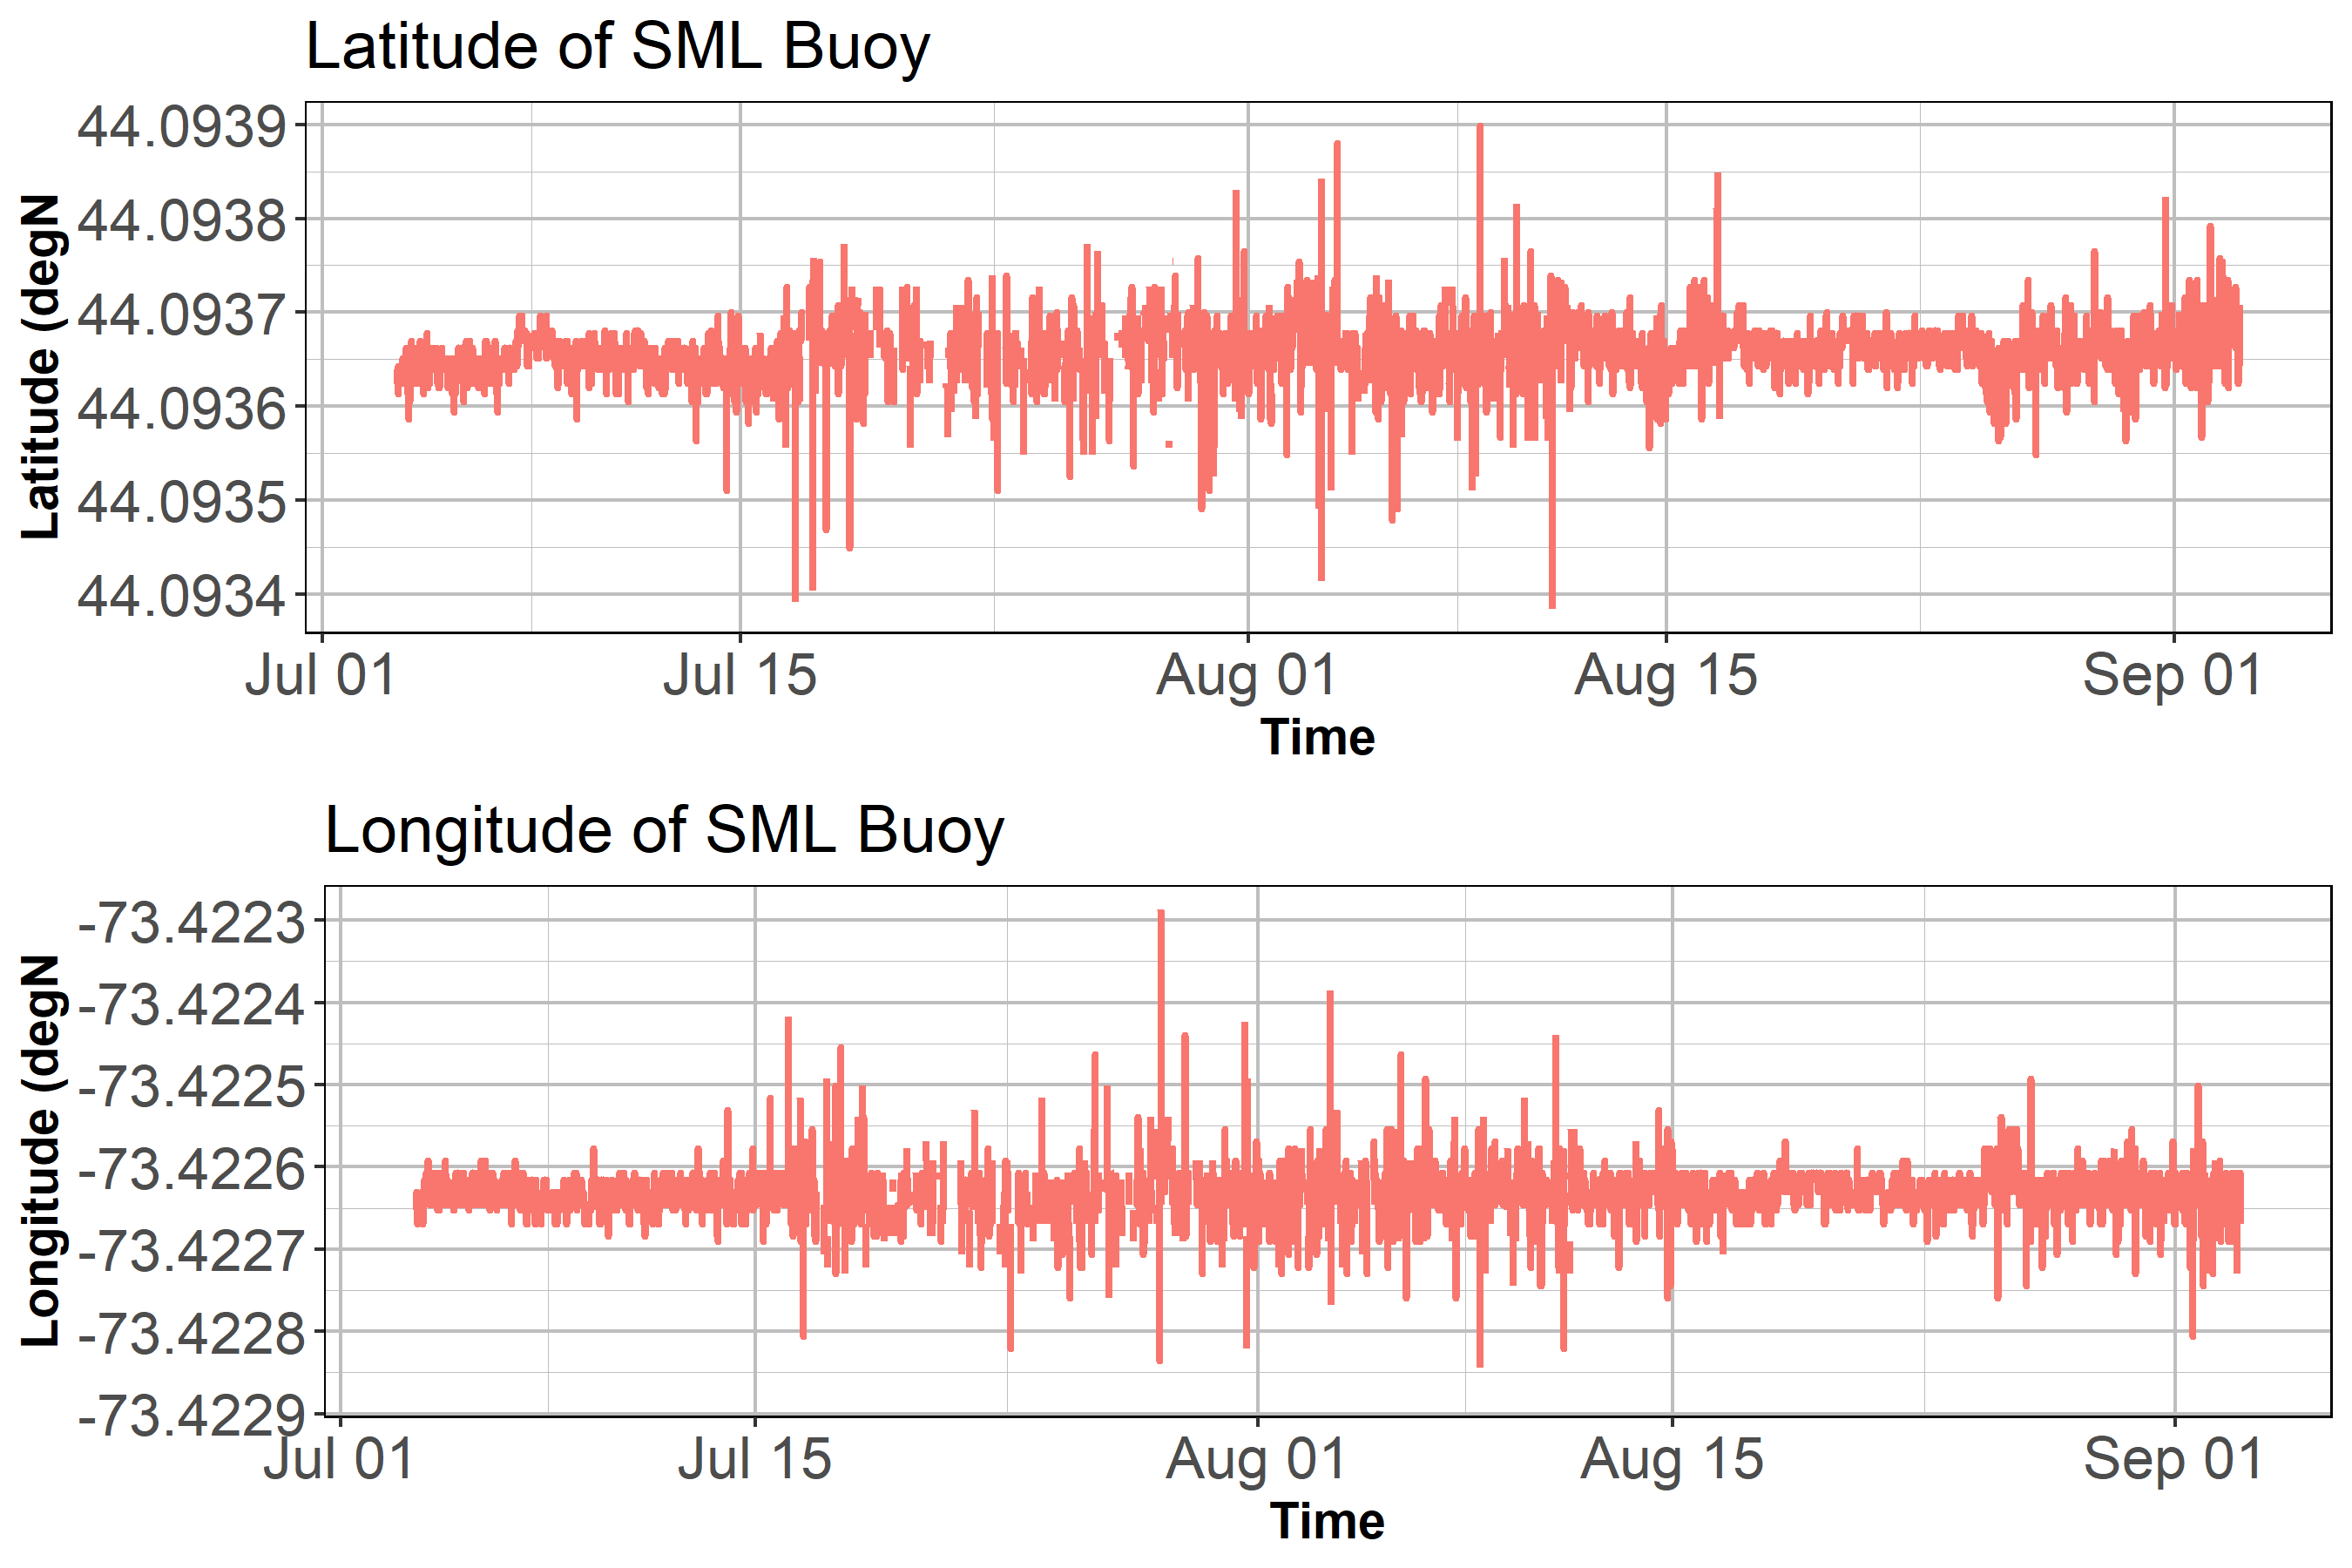 Latitude of SML Buoy
Latitude (degN
44.0939
44.0938
44.0937
44.0936
44.0935
44.0934
Jul 01 Jul 15 Aug 01 Aug 15 Sep 01
Time
Longitude of SML Buoy
Longitude (degN
-73.4223
-73.4224
-73.4225
-73.4226
-73.4227
-73.4228
-73.4229
Jul 01 Jul 15 Aug 01 Aug 15 Sep 01
Time